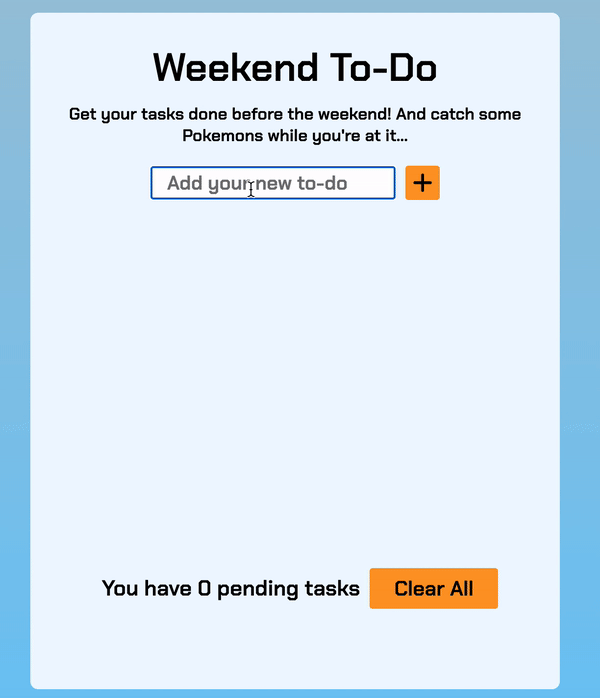 Weekend To-Do
Get your tasks done before the weekend! And catch some
Pokemons while you're at it...
Add your new to-do
+
You have 0 pending tasks
Clear All